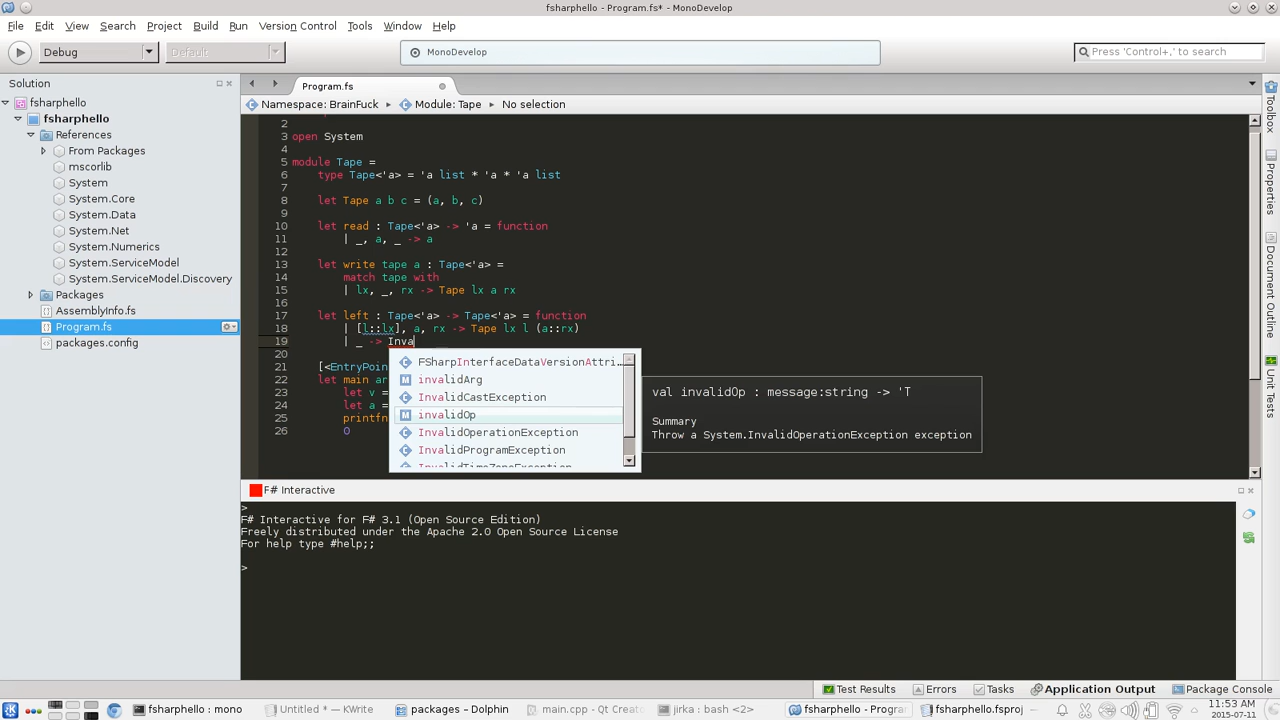 fsharphello - Program.fs* - MonoDevelop
File Edit View Search Project Build Run Version Control Tools Window Help
Debug Default MonoDevelop Press 'Control+,' to search
Solution
fsharphello
fsharphello
References
From Packages
mscorlib
System
System.Core
System.Data
System.Net
System.Numerics
System.ServiceModel
System.ServiceModel.Discovery
Packages
AssemblyInfo.fs
Program.fs
packages.config
Program.fs
Namespace: BrainFuck Module: Tape No selection
2
3 open System
4
5 module Tape =
6 type Tape<'a> = 'a list * 'a * 'a list
7
8 let Tape a b c = (a, b, c)
9
10 let read : Tape<'a> -> 'a = function
11 | _, a, _ -> a
12
13 let write tape a : Tape<'a> =
14 match tape with
15 | lx, _, rx -> Tape lx a rx
16
17 let left : Tape<'a> -> Tape<'a> = function
18 | [l::lx], a, rx -> Tape lx l (a::rx)
19 | _ -> Inva
20
21 [<EntryPoin
22 let main ar
23 let v =
24 let a =
25 printfn
26 0
FSharpInterfaceDataVersionAttri...
invalidArg
InvalidCastException
invalidOp
InvalidOperationException
InvalidProgramException
InvalidTimeZoneException
val invalidOp : message:string -> 'T
Summary
Throw a System.InvalidOperationException exception
Toolbox
Properties
Document Outline
Unit Tests
F# Interactive
>
F# Interactive for F# 3.1 (Open Source Edition)
Freely distributed under the Apache 2.0 Open Source License
For help type #help;;
>
Test Results Errors Tasks Application Output Package Console
fsharphello : mono Untitled * — KWrite packages – Dolphin main.cpp - Qt Creato jirka : bash <2> fsharphello - Progra fsharphello.fsproj
11:53 AM
2015-07-11